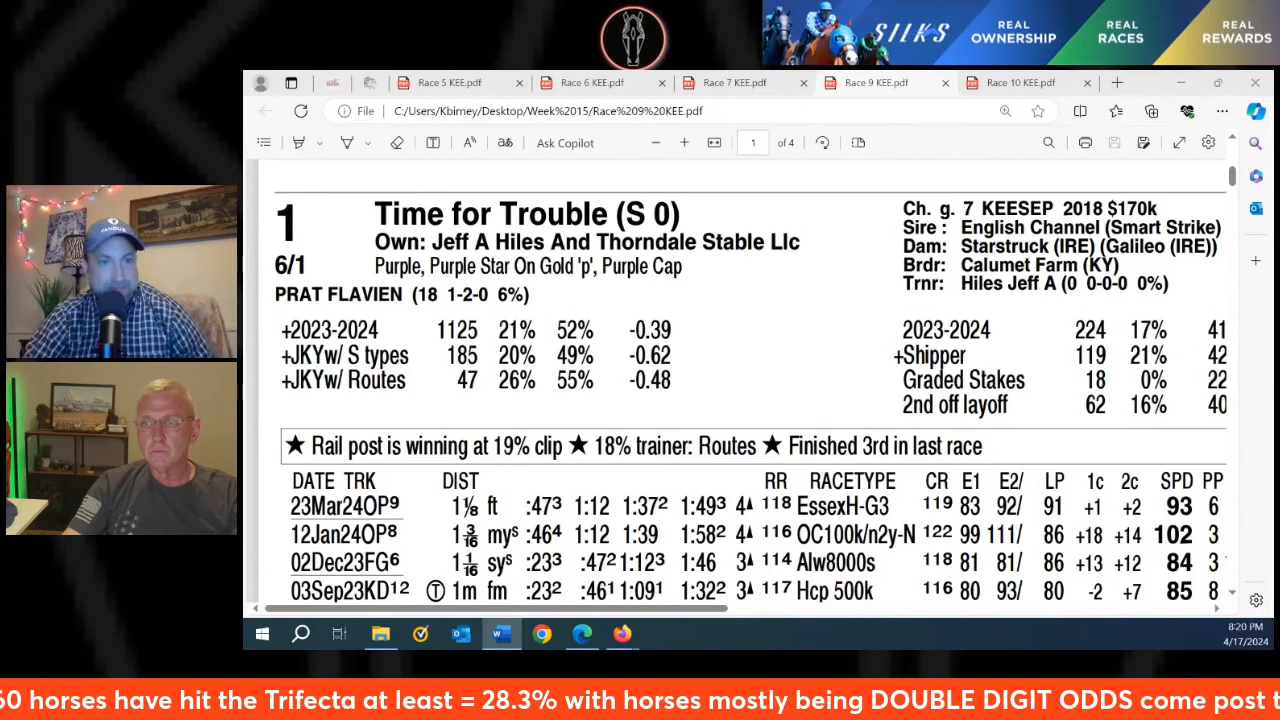 SILKS
REAL OWNERSHIP
REAL RACES
REAL REWARDS
Race 5 KEE.pdf
Race 6 KEE.pdf
Race 7 KEE.pdf
Race 9 KEE.pdf
Race 10 KEE.pdf
File C:/Users/Kbirney/Desktop/Week%2015/Race%209%20KEE.pdf
Ask Copilot 1 of 4
1 Time for Trouble (S 0)
Own: Jeff A Hiles And Thorndale Stable Llc
6/1 Purple, Purple Star On Gold 'p', Purple Cap
PRAT FLAVIEN (18 1-2-0 6%)
Ch. g. 7 KEESEP 2018 $170k
Sire : English Channel (Smart Strike)
Dam: Starstruck (IRE) (Galileo (IRE))
Brdr: Calumet Farm (KY)
Trnr: Hiles Jeff A (0 0-0-0 0%)
+2023-2024 1125 21% 52% -0.39
+JKYw/ S types 185 20% 49% -0.62
+JKYw/ Routes 47 26% 55% -0.48
2023-2024 224 17% 41
+Shipper 119 21% 42
Graded Stakes 18 0% 22
2nd off layoff 62 16% 40
★ Rail post is winning at 19% clip ★ 18% trainer: Routes ★ Finished 3rd in last race
DATE TRK DIST RR RACETYPE CR E1 E2/ LP 1c 2c SPD PP
23Mar24OP9 1⅛ ft :473 1:12 1:372 1:493 4▲ 118 EssexH-G3 119 83 92/ 91 +1 +2 93 6
12Jan24OP8 1 3/16 mys :464 1:12 1:39 1:582 4▲ 116 OC100k/n2y-N 122 99 111/ 86 +18 +14 102 3
02Dec23FG6 1 1/16 sys :233 :472 1:123 1:46 3▲ 114 Alw8000s 118 81 81/ 86 +13 +12 84 3
03Sep23KD12 Ⓣ 1m fm :232 :461 1:091 1:322 3▲ 117 Hcp 500k 116 80 93/ 80 -2 +7 85 8
8:20 PM
4/17/2024
60 horses have hit the Trifecta at least = 28.3% with horses mostly being DOUBLE DIGIT ODDS come post t